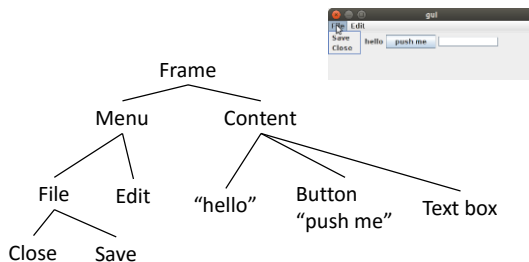 gui
File Edit
Save
Close
hello push me
Frame
Menu Content
File Edit "hello" Button Text box
"push me"
Close Save